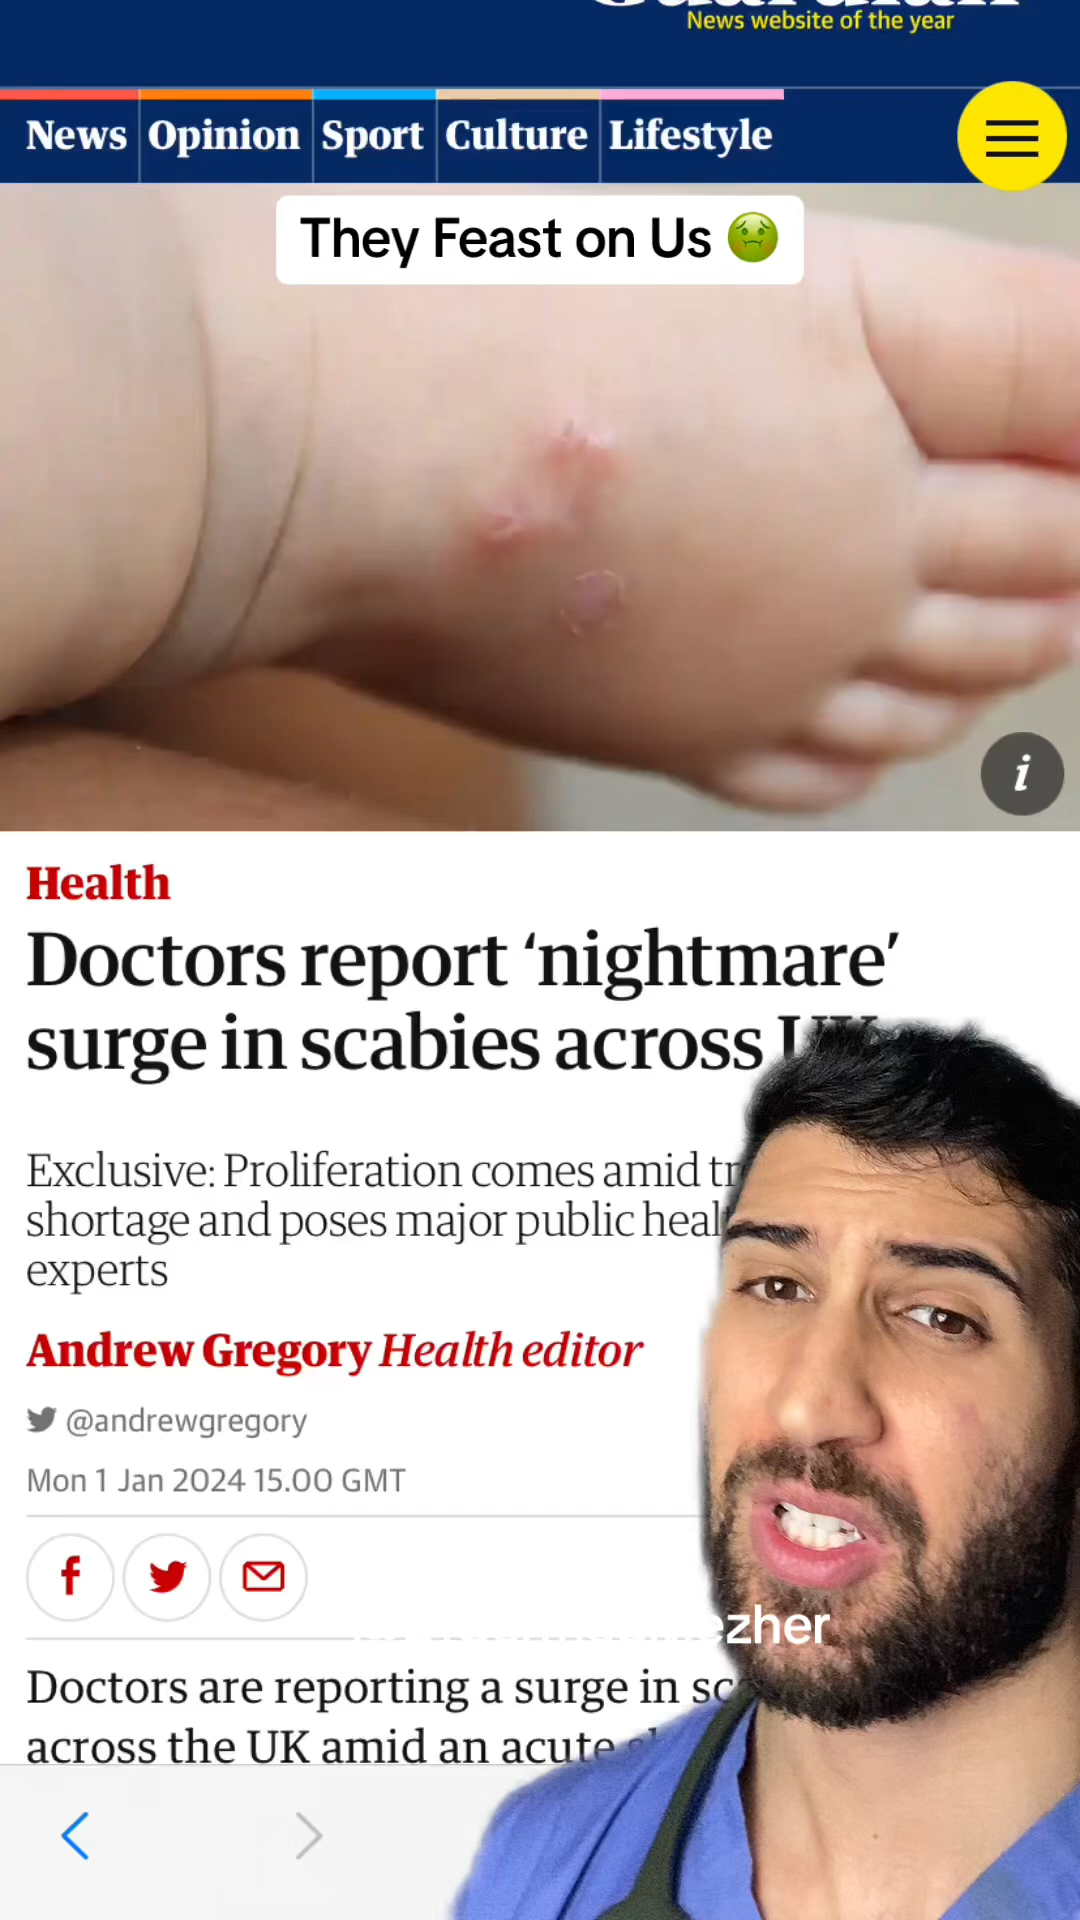 News website of the year
News Opinion Sport Culture Lifestyle
They Feast on Us 🤢
i
Health
Doctors report ‘nightmare’
surge in scabies across UK
Exclusive: Proliferation comes amid
shortage and poses major public
experts
Andrew Gregory Health editor
@andrewgregory
Mon 1 Jan 2024 15.00 GMT
Doctors are reporting a surge in
across the UK amid an acute